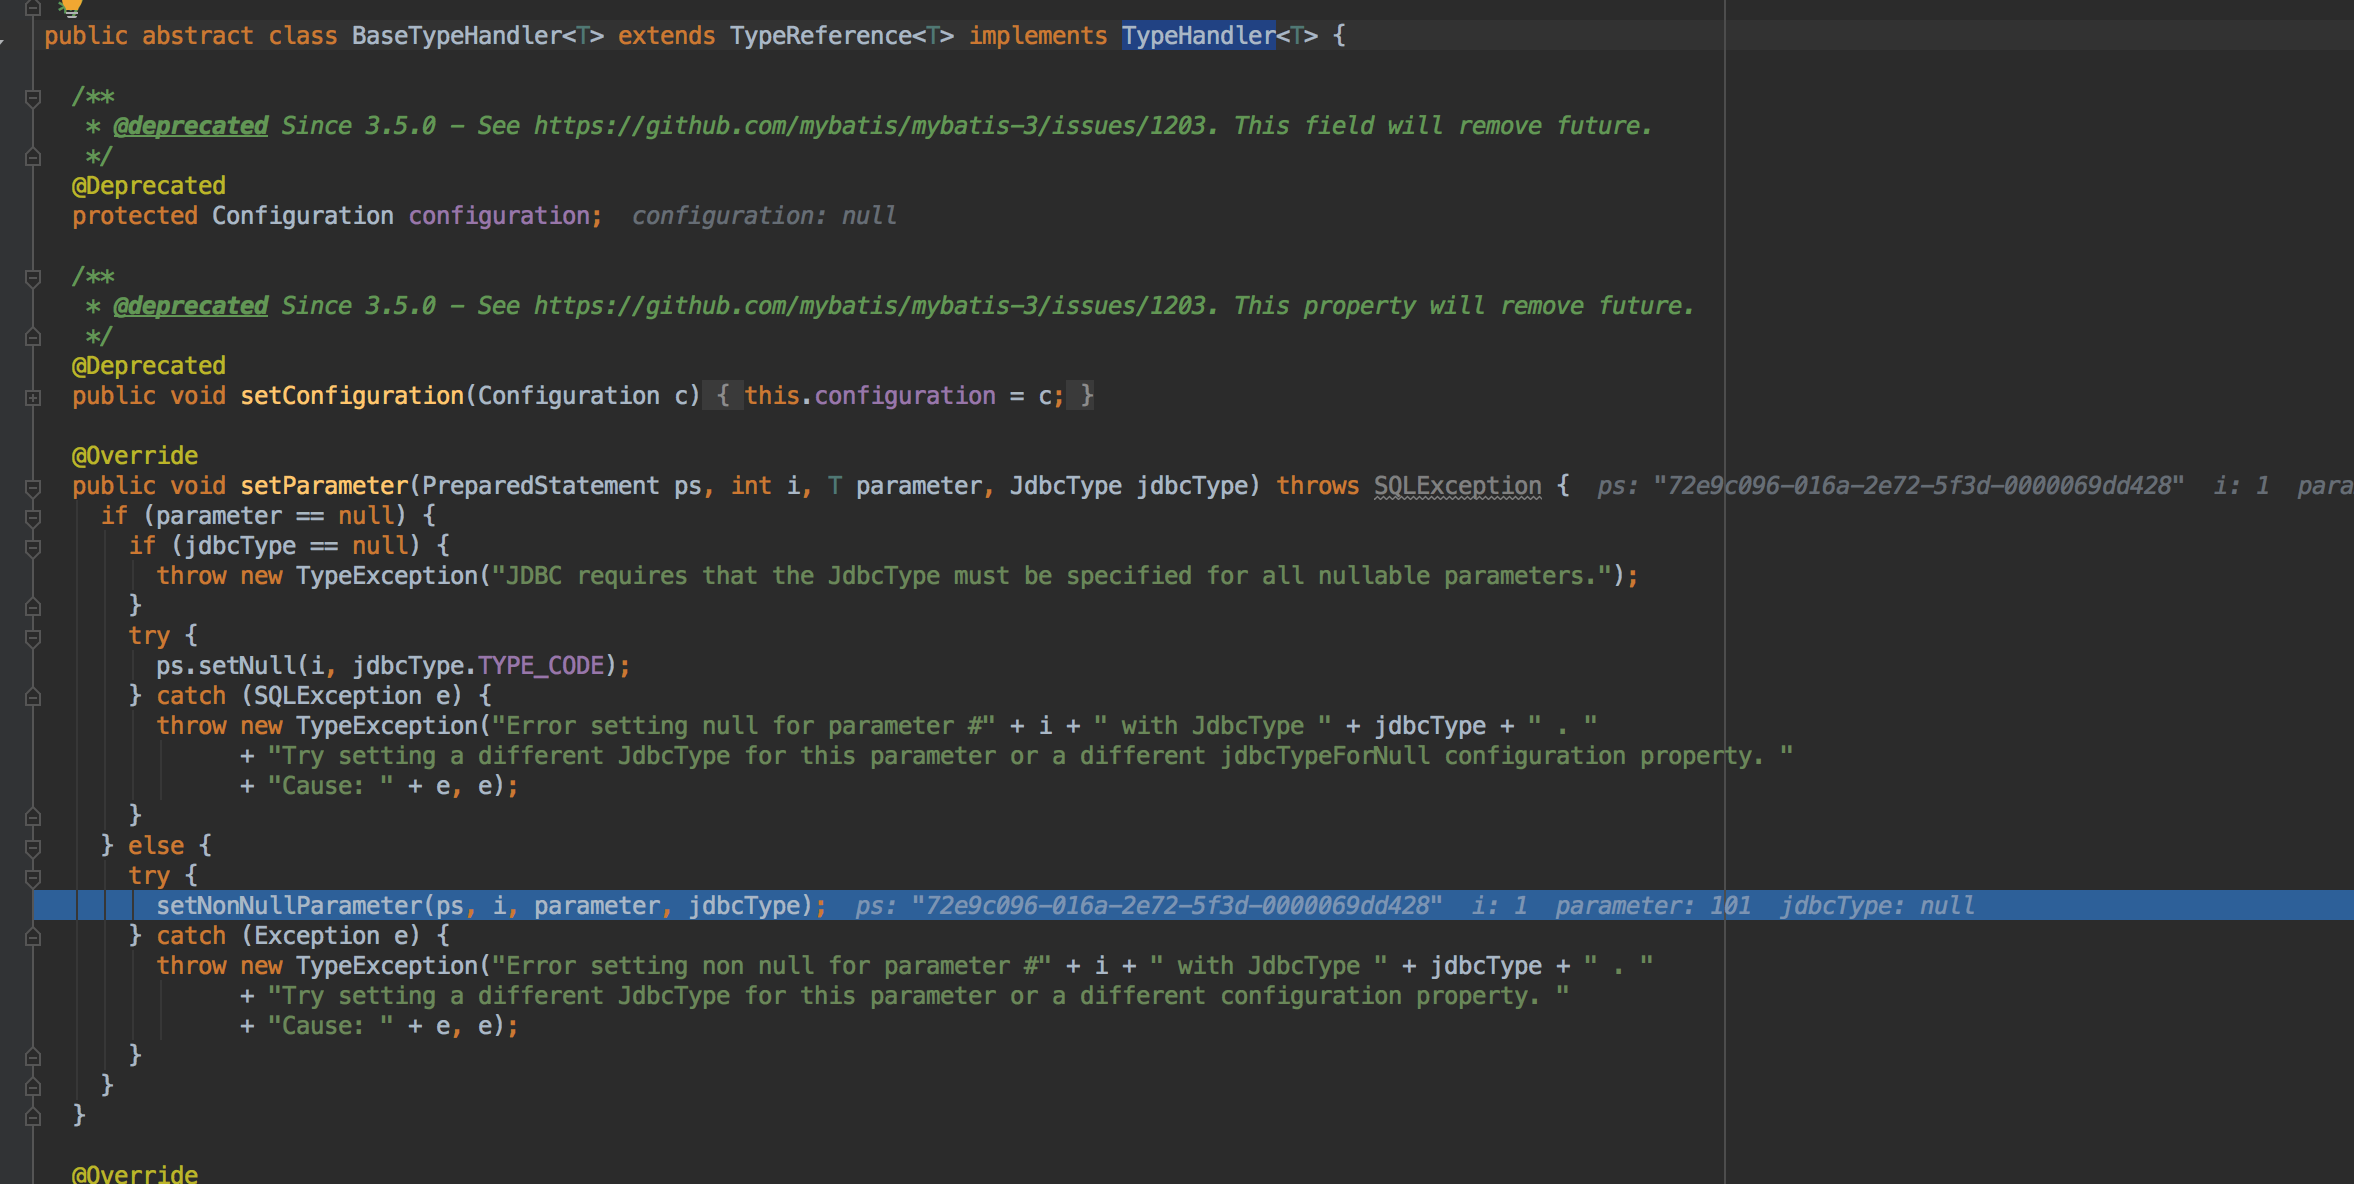 public abstract class BaseTypeHandler<T> extends TypeReference<T> implements TypeHandler<T> {
/**
* @deprecated Since 3.5.0 – See https://github.com/mybatis/mybatis-3/issues/1203. This field will remove future.
*/
@Deprecated
protected Configuration configuration; configuration: null
/**
* @deprecated Since 3.5.0 – See https://github.com/mybatis/mybatis-3/issues/1203. This property will remove future.
*/
@Deprecated
public void setConfiguration(Configuration c) { this.configuration = c; }
@Override
public void setParameter(PreparedStatement ps, int i, T parameter, JdbcType jdbcType) throws SQLException { ps: "72e9c096-016a-2e72-5f3d-0000069dd428" i: 1 para
if (parameter == null) {
if (jdbcType == null) {
throw new TypeException("JDBC requires that the JdbcType must be specified for all nullable parameters.");
}
try {
ps.setNull(i, jdbcType.TYPE_CODE);
} catch (SQLException e) {
throw new TypeException("Error setting null for parameter #" + i + " with JdbcType " + jdbcType + " . "
+ "Try setting a different JdbcType for this parameter or a different jdbcTypeForNull configuration property. "
+ "Cause: " + e, e);
}
} else {
try {
setNonNullParameter(ps, i, parameter, jdbcType); ps: "72e9c096-016a-2e72-5f3d-0000069dd428" i: 1 parameter: 101 jdbcType: null
} catch (Exception e) {
throw new TypeException("Error setting non null for parameter #" + i + " with JdbcType " + jdbcType + " . "
+ "Try setting a different JdbcType for this parameter or a different configuration property. "
+ "Cause: " + e, e);
}
}
}
@Override